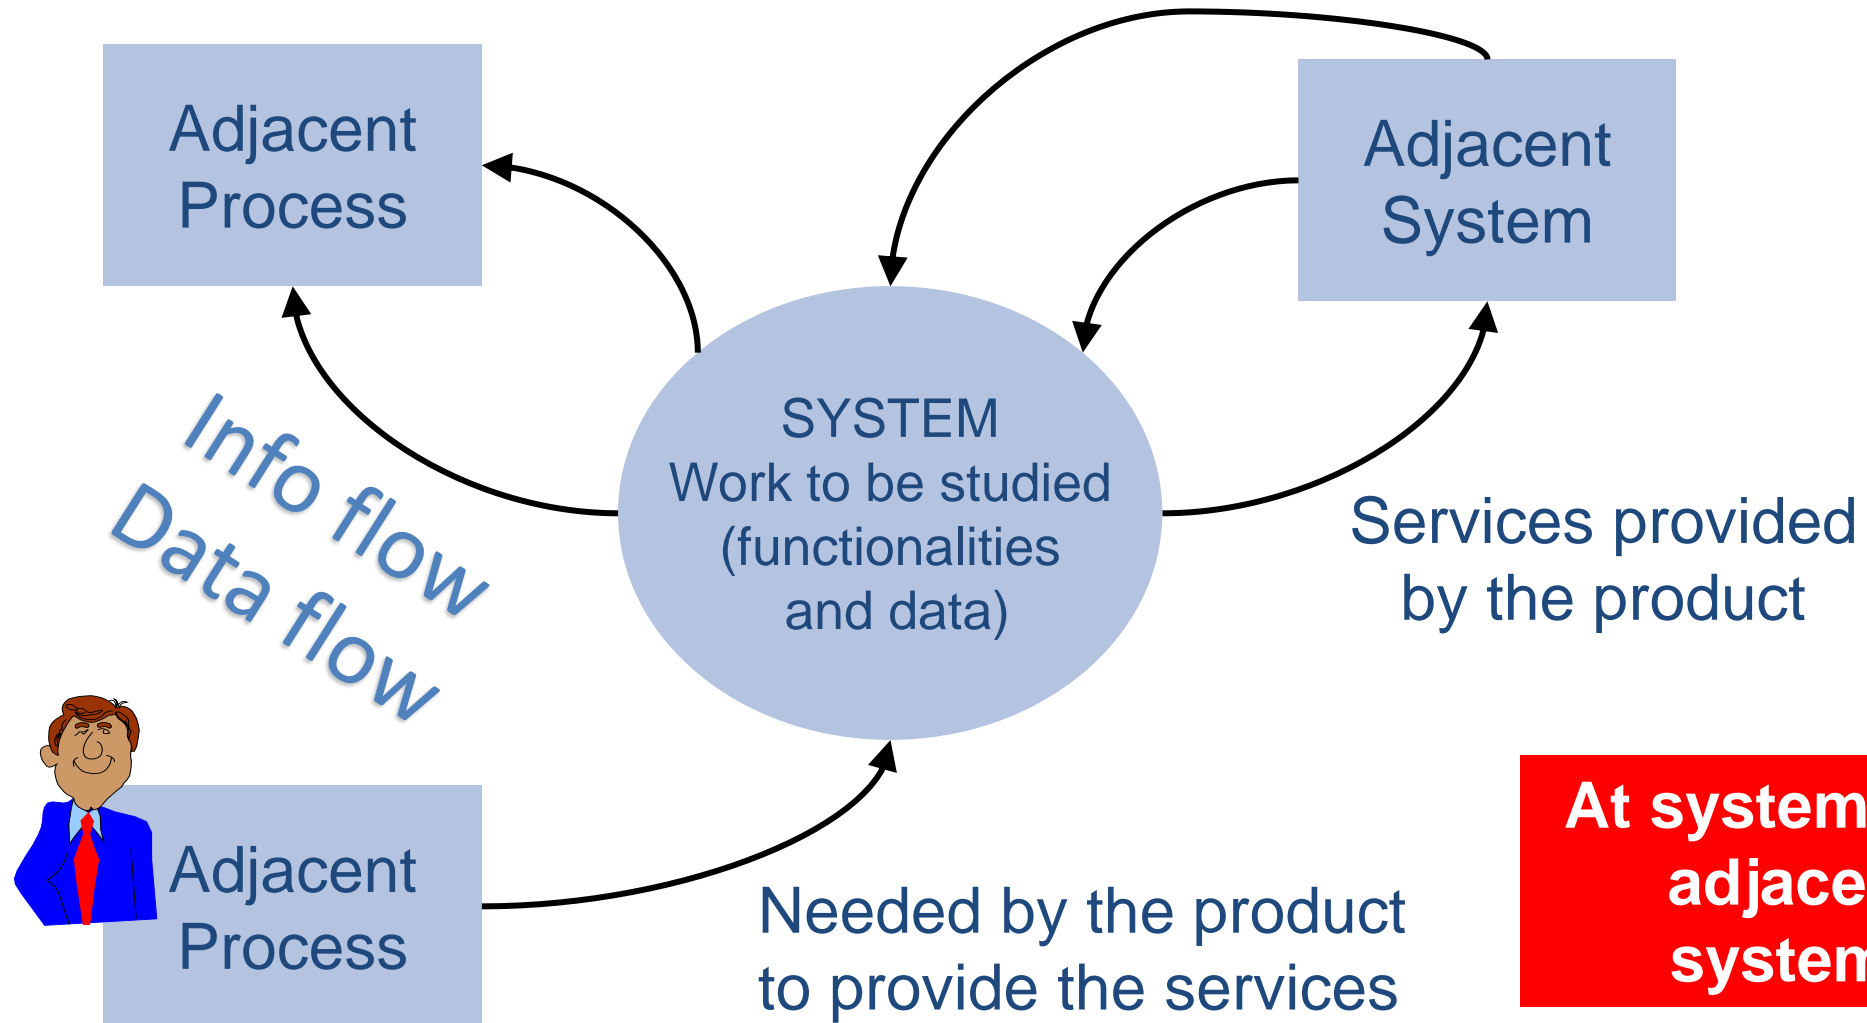 Adjacent
Process
Adjacent
System
SYSTEM
Work to be studied
(functionalities
and data)
Info flow
Data flow
Services provided
by the product
Adjacent
Process
Needed by the product
to provide the services
At system